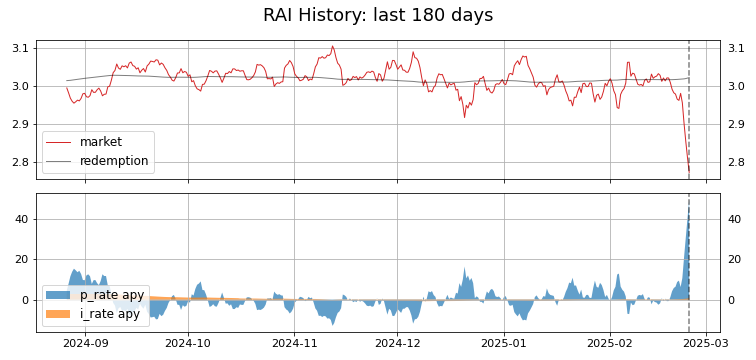 RAI History: last 180 days
3.1 3.1
3.0 3.0
2.9 2.9
market
redemption
2.8 2.8
40 40
20 20
0 0
p_rate apy
i_rate apy
2024-09 2024-10 2024-11 2024-12 2025-01 2025-02 2025-03